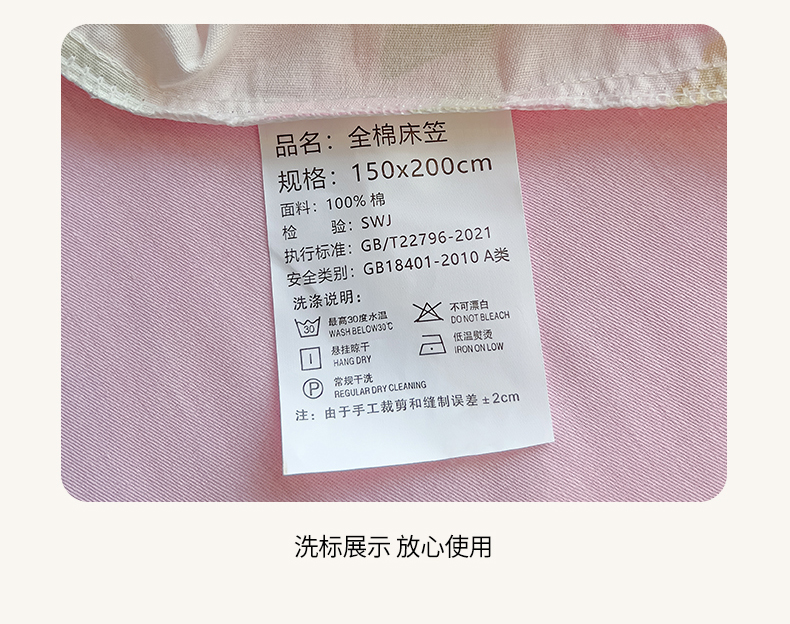 品名：全棉床笠
规格：150x200cm
面料：100% 棉
检　　验：SWJ
执行标准：GB/T22796-2021
安全类别：GB18401-2010 A类
洗涤说明：
30 最高30度水温 WASH BELOW30℃
不可漂白 DO NOT BLEACH
悬挂晾干 HANG DRY
低温熨烫 IRON ON LOW
P 常规干洗 REGULAR DRY CLEANING
注：由于手工裁剪和缝制误差±2cm
洗标展示 放心使用